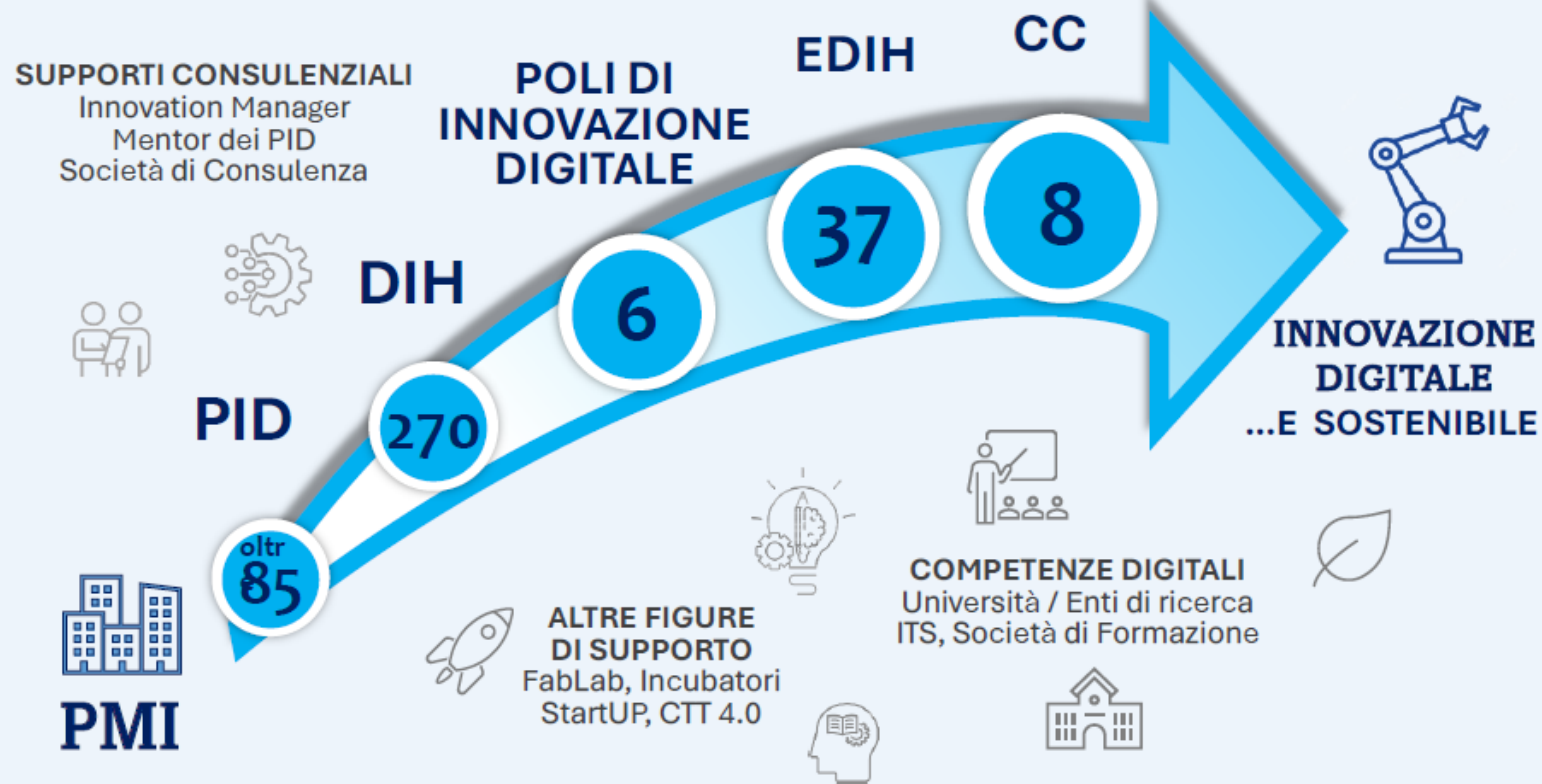 SUPPORTI CONSULENZIALI
Innovation Manager
Mentor dei PID
Società di Consulenza
POLI DI
INNOVAZIONE
DIGITALE
EDIH
CC
DIH
PID
oltr
85
270
6
37
8
INNOVAZIONE
DIGITALE
...E SOSTENIBILE
PMI
ALTRE FIGURE
DI SUPPORTO
FabLab, Incubatori
StartUP, CTT 4.0
COMPETENZE DIGITALI
Università / Enti di ricerca
ITS, Società di Formazione